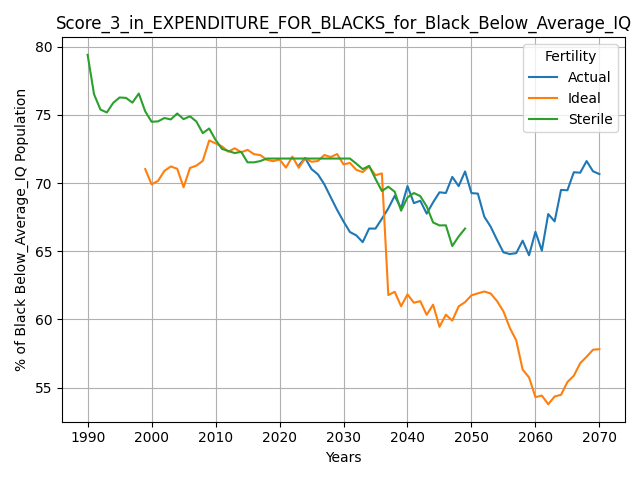 Score_3_in_EXPENDITURE_FOR_BLACKS_for_Black_Below_Average_IQ
% of Black Below_Average_IQ Population
80
75
70
65
60
55
Fertility
Actual
Ideal
Sterile
1990 2000 2010 2020 2030 2040 2050 2060 2070
Years